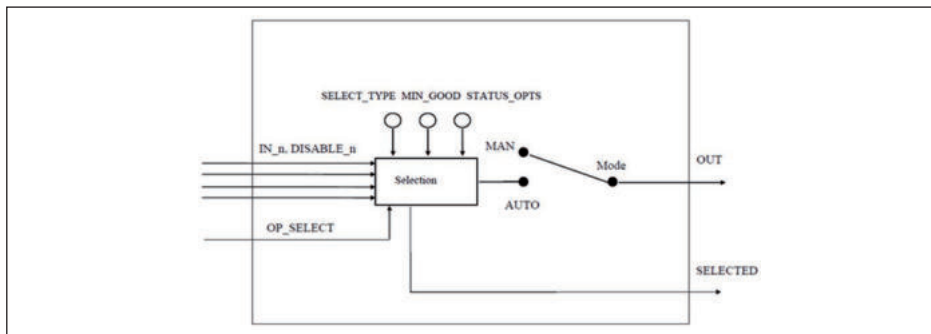 SELECT_TYPE MIN_GOOD STATUS_OPTS
IN_n, DISABLE_n
MAN
Mode
OUT
Selection
AUTO
OP_SELECT
SELECTED